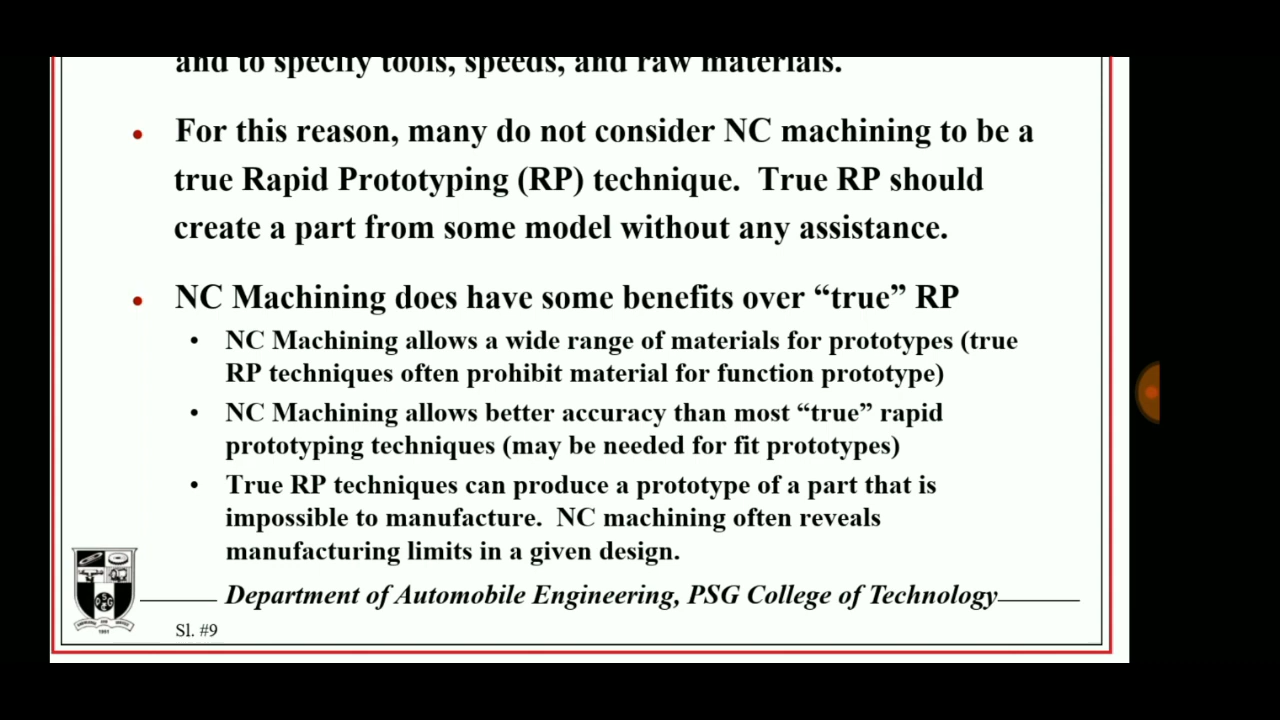 and to specify tools, speeds, and raw materials.
• For this reason, many do not consider NC machining to be a
true Rapid Prototyping (RP) technique.  True RP should
create a part from some model without any assistance.
• NC Machining does have some benefits over “true” RP
• NC Machining allows a wide range of materials for prototypes (true
RP techniques often prohibit material for function prototype)
• NC Machining allows better accuracy than most “true” rapid
prototyping techniques (may be needed for fit prototypes)
• True RP techniques can produce a prototype of a part that is
impossible to manufacture.  NC machining often reveals
manufacturing limits in a given design.
Department of Automobile Engineering, PSG College of Technology
Sl. #9